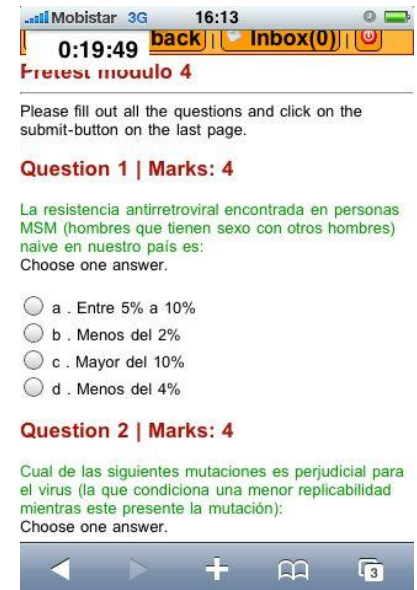 Mobistar 3G 16:13
0:19:49 back | Inbox(0) |
Pretest modulo 4
Please fill out all the questions and click on the
submit-button on the last page.
Question 1 | Marks: 4
La resistencia antirretroviral encontrada en personas
MSM (hombres que tienen sexo con otros hombres)
naive en nuestro país es:
Choose one answer.
a . Entre 5% a 10%
b . Menos del 2%
c . Mayor del 10%
d . Menos del 4%
Question 2 | Marks: 4
Cual de las siguientes mutaciones es perjudicial para
el virus (la que condiciona una menor replicabilidad
mientras este presente la mutación):
Choose one answer.
3